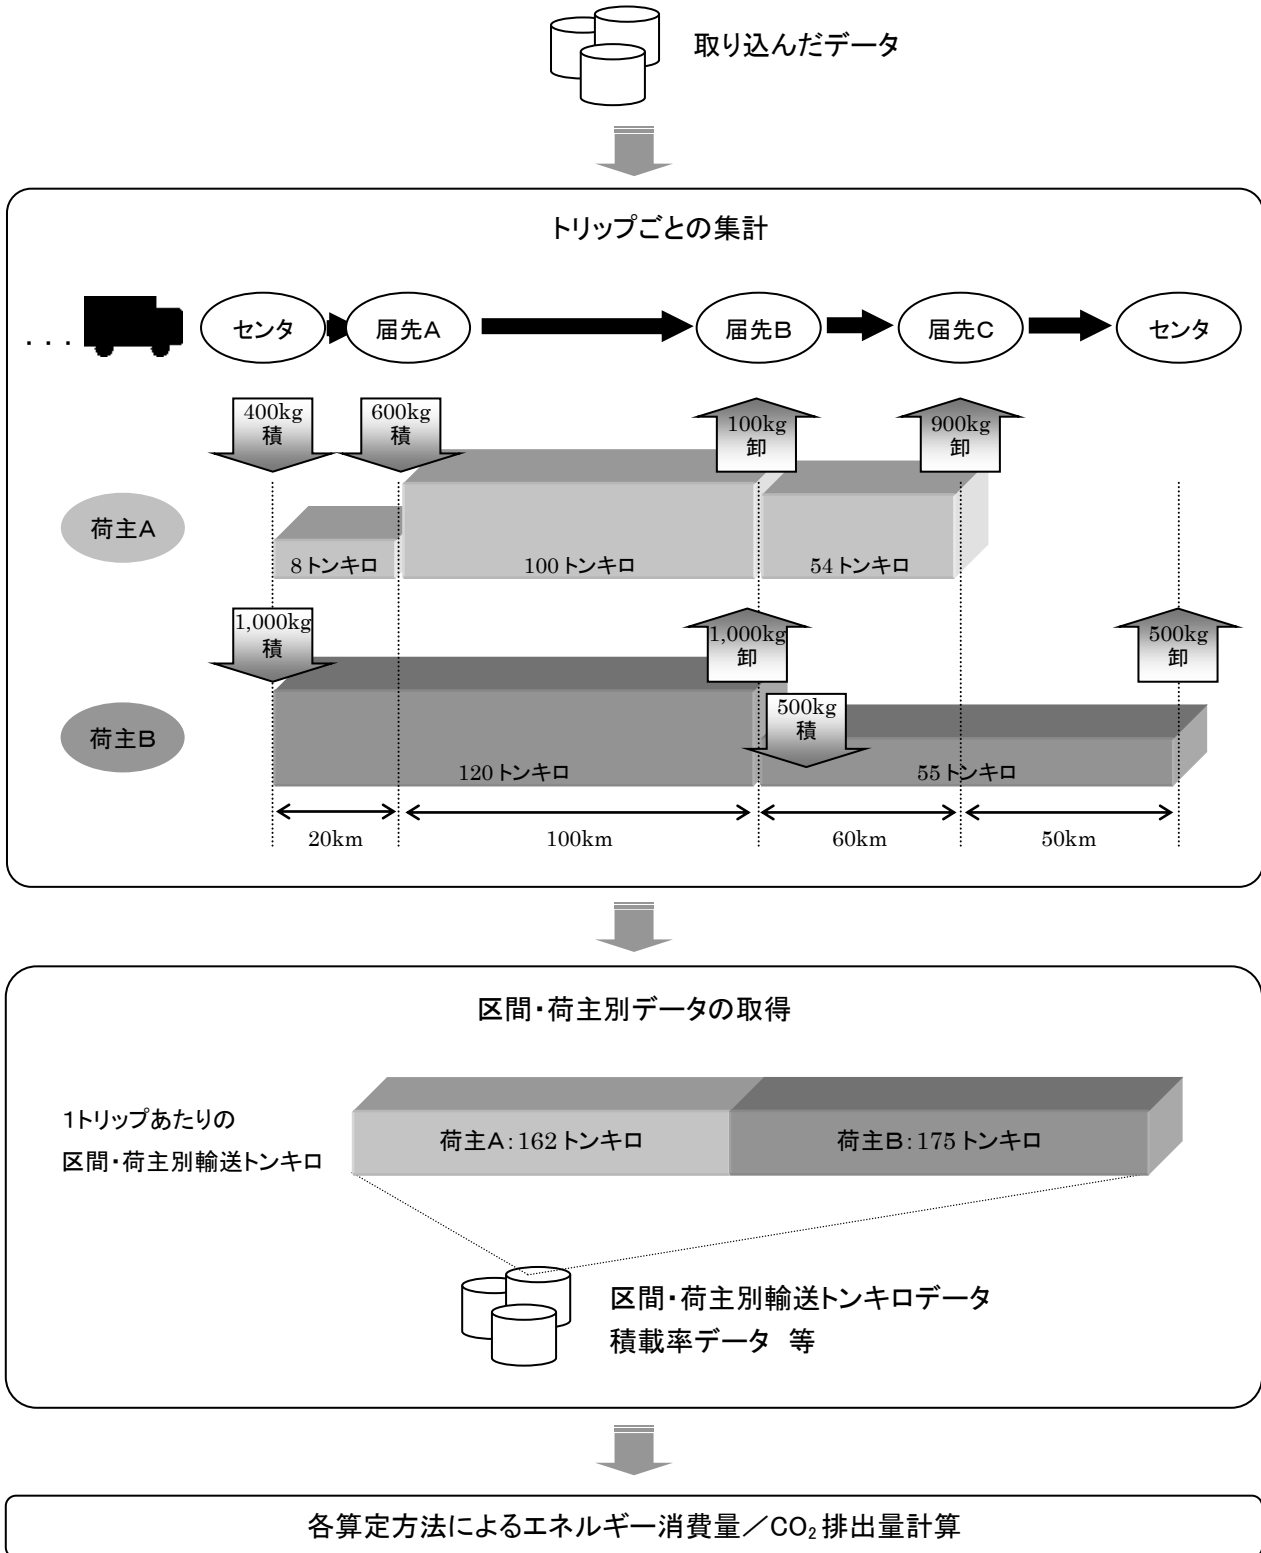 取り込んだデータ
トリップごとの集計
. . .
センタ
届先A
届先B
届先C
センタ
400kg
積
600kg
積
100kg
卸
900kg
卸
荷主A
8トンキロ
100トンキロ
54トンキロ
1,000kg
積
1,000kg
卸
500kg
卸
500kg
積
荷主B
120トンキロ
55トンキロ
20km
100km
60km
50km
区間・荷主別データの取得
1トリップあたりの
区間・荷主別輸送トンキロ
荷主A:162トンキロ
荷主B:175トンキロ
区間・荷主別輸送トンキロデータ
積載率データ 等
各算定方法によるエネルギー消費量/CO₂排出量計算